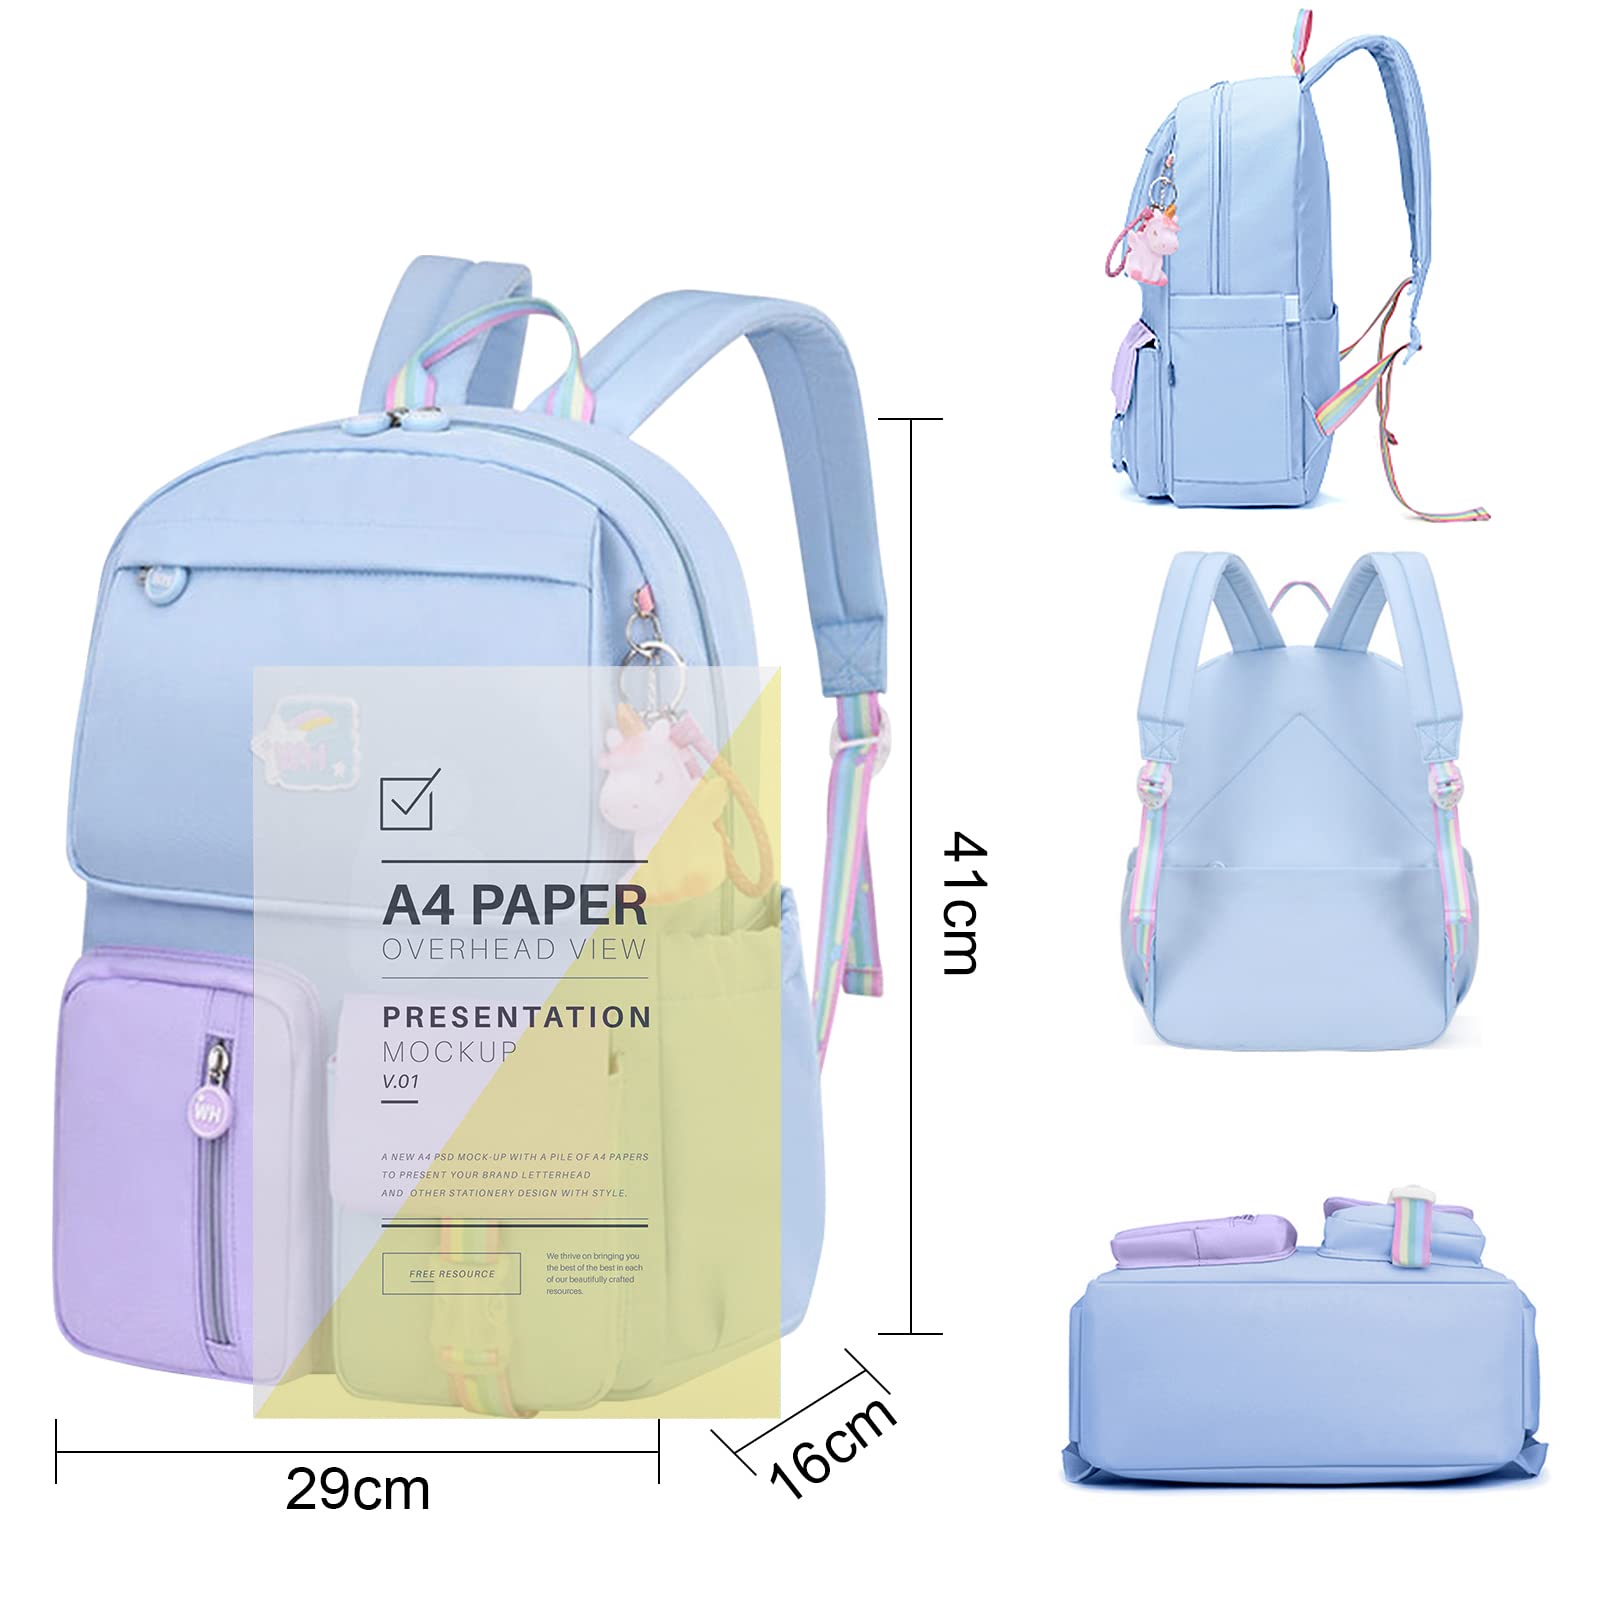 WH
WH
A4 PAPER
OVERHEAD VIEW
PRESENTATION
MOCKUP
V.01
A NEW A4 PSD MOCK-UP WITH A PILE OF A4 PAPERS
TO PRESENT YOUR BRAND LETTERHEAD
AND OTHER STATIONERY DESIGN WITH STYLE.
FREE RESOURCE
We thrive on bringing you
the best of the best in each
of our beautifully crafted
resources.
WH
41cm
29cm
16cm